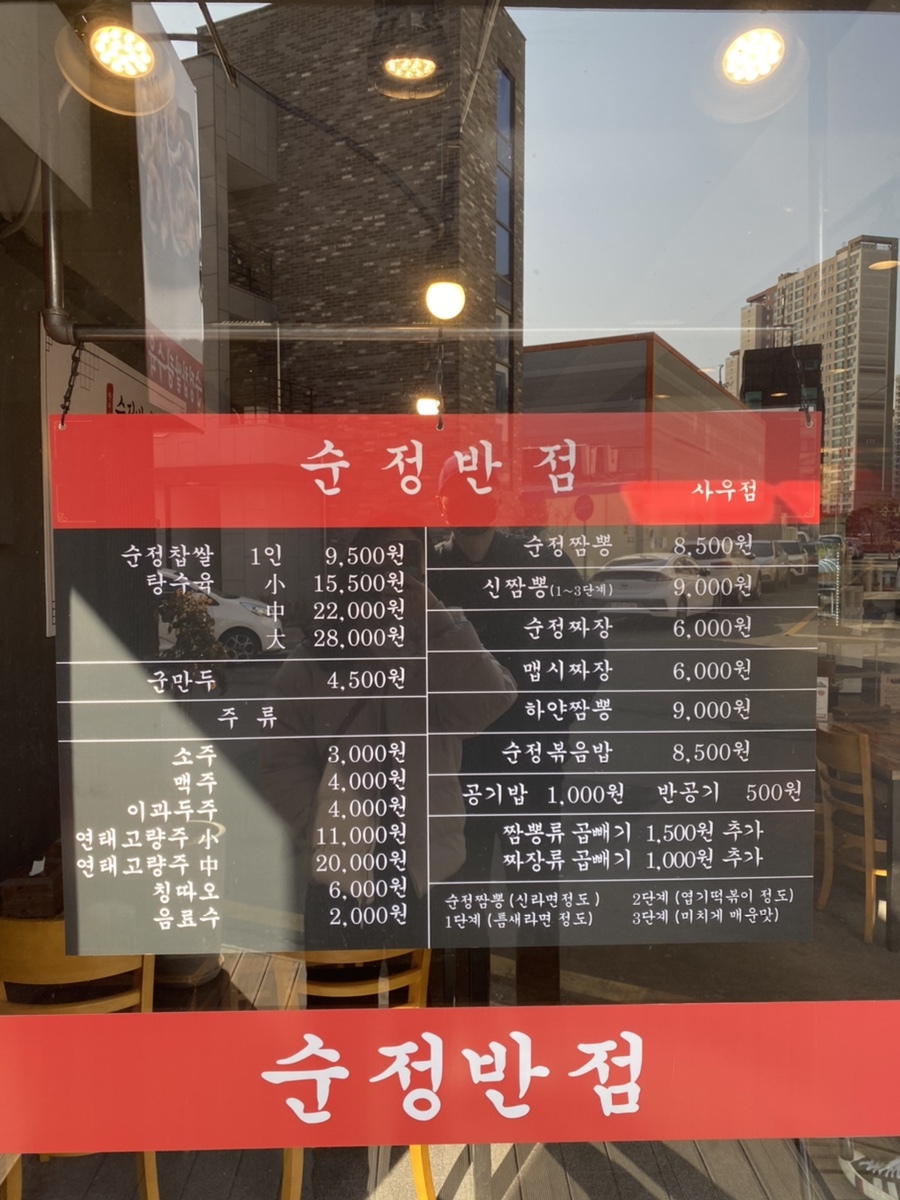 순정반점
사우점
순정찹쌀 1인 9,500원
탕수육 小 15,500원
中 22,000원
大 28,000원
군만두 4,500원
주류
소주 3,000원
맥주 4,000원
이과두주 4,000원
연태고량주 小 11,000원
연태고량주 中 20,000원
칭따오 6,000원
음료수 2,000원
순정짬뽕 8,500원
신짬뽕(1~3단계) 9,000원
순정짜장 6,000원
맵시짜장 6,000원
하얀짬뽕 9,000원
순정볶음밥 8,500원
공기밥 1,000원 반공기 500원
짬뽕류 곱빼기 1,500원 추가
짜장류 곱빼기 1,000원 추가
순정짬뽕 (신라면정도) 2단계 (엽기떡볶이 정도)
1단계 (틈새라면 정도) 3단계 (미치게 매운맛)
순정반점